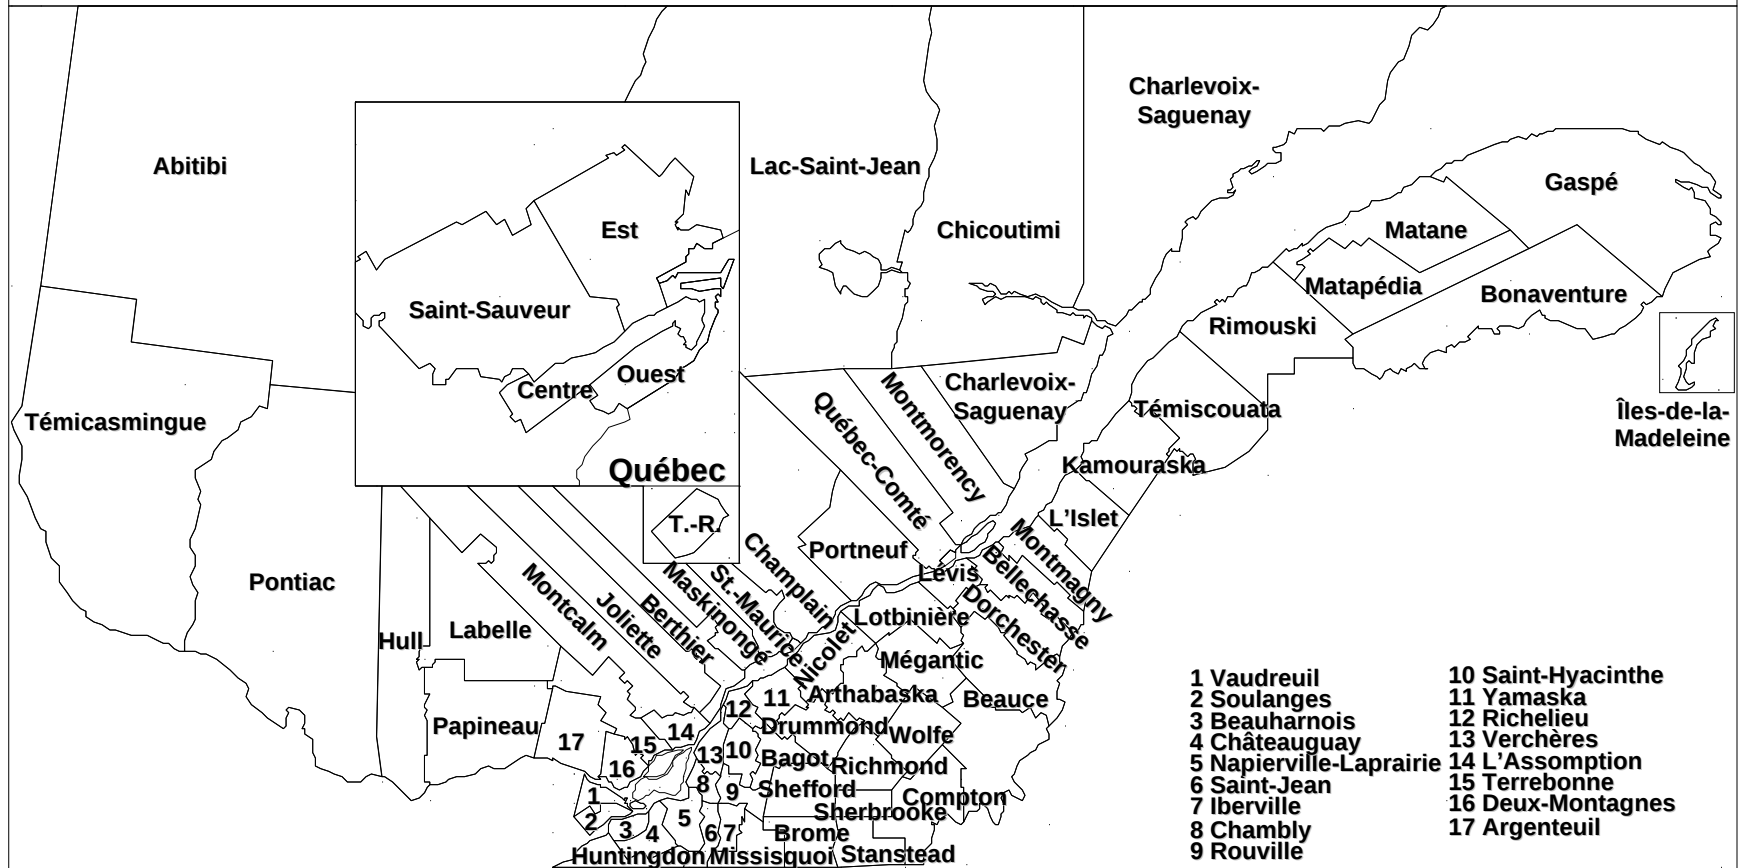 Charlevoix-
Saguenay
Abitibi
Lac-Saint-Jean
Gaspé
Est
Chicoutimi
Matane
Matapédia
Bonaventure
Saint-Sauveur
Rimouski
Ouest
Centre
Charlevoix-
Saguenay
Témiscouata
Îles-de-la-
Madeleine
Témicasmingue
Québec-Comté
Montmorency
Kamouraska
Québec
T.-R.
L'Islet
Portneuf
Champlain
Montmagny
Bellechasse
Lévis
Dorchester
Pontiac
Montcalm
Joliette
Berthier
Maskinongé
St.-Maurice
Nicolet
Lotbinière
Hull
Labelle
Mégantic
Arthabaska
Beauce
Papineau
Drummond
Wolfe
Bagot
Richmond
Shefford
Sherbrooke
Compton
Brome
Huntingdon
Missisquoi
Stanstead
11
12
14
17
15
13
10
16
8
9
1
2
3
4
5
6
7
1 Vaudreuil
2 Soulanges
3 Beauharnois
4 Châteauguay
5 Napierville-Laprairie
6 Saint-Jean
7 Iberville
8 Chambly
9 Rouville
10 Saint-Hyacinthe
11 Yamaska
12 Richelieu
13 Verchères
14 L'Assomption
15 Terrebonne
16 Deux-Montagnes
17 Argenteuil